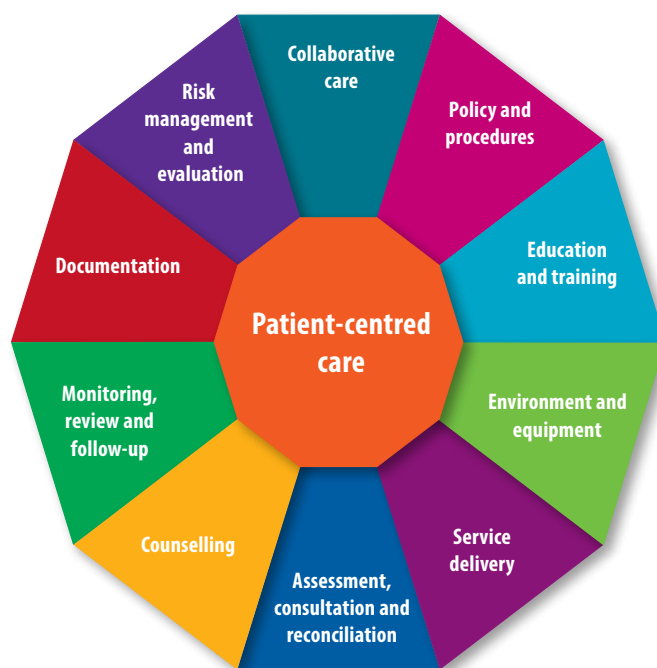 Collaborative
care
Policy and
procedures
Education
and training
Environment and
equipment
Service
delivery
Assessment,
consultation and
reconciliation
Counselling
Monitoring,
review and
follow-up
Documentation
Risk
management
and
evaluation
Patient-centred
care